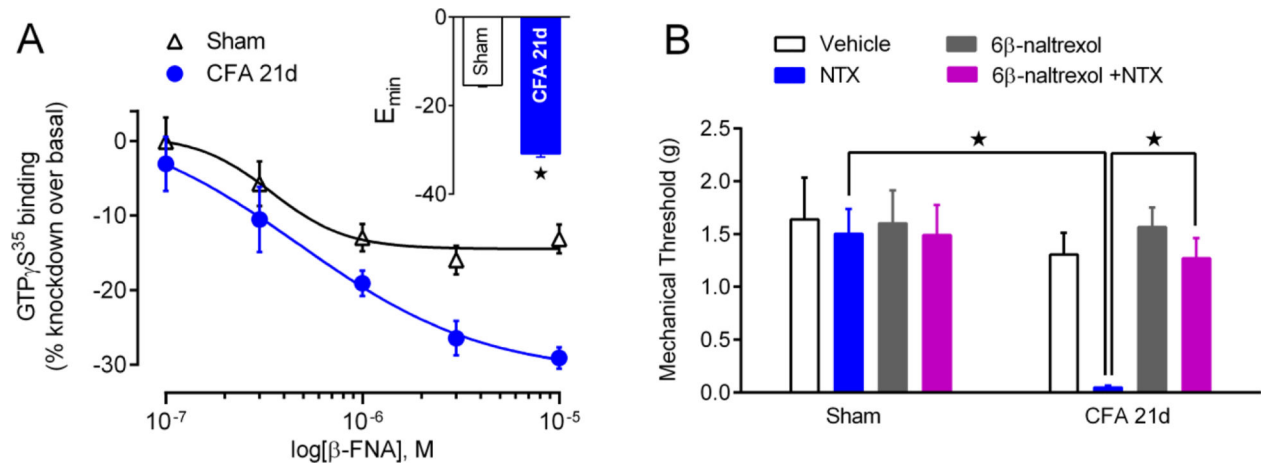 A
Sham
CFA 21d
GTPγS³⁵ binding
(% knockdown over basal)
0
-10
-20
-30
10⁻⁷
10⁻⁶
10⁻⁵
log[β-FNA], M
Emin
0
-20
-40
Sham
CFA 21d
★
B
Vehicle
NTX
6β-naltrexol
6β-naltrexol +NTX
Mechanical Threshold (g)
2.5
2.0
1.5
1.0
0.5
0.0
★
★
Sham
CFA 21d